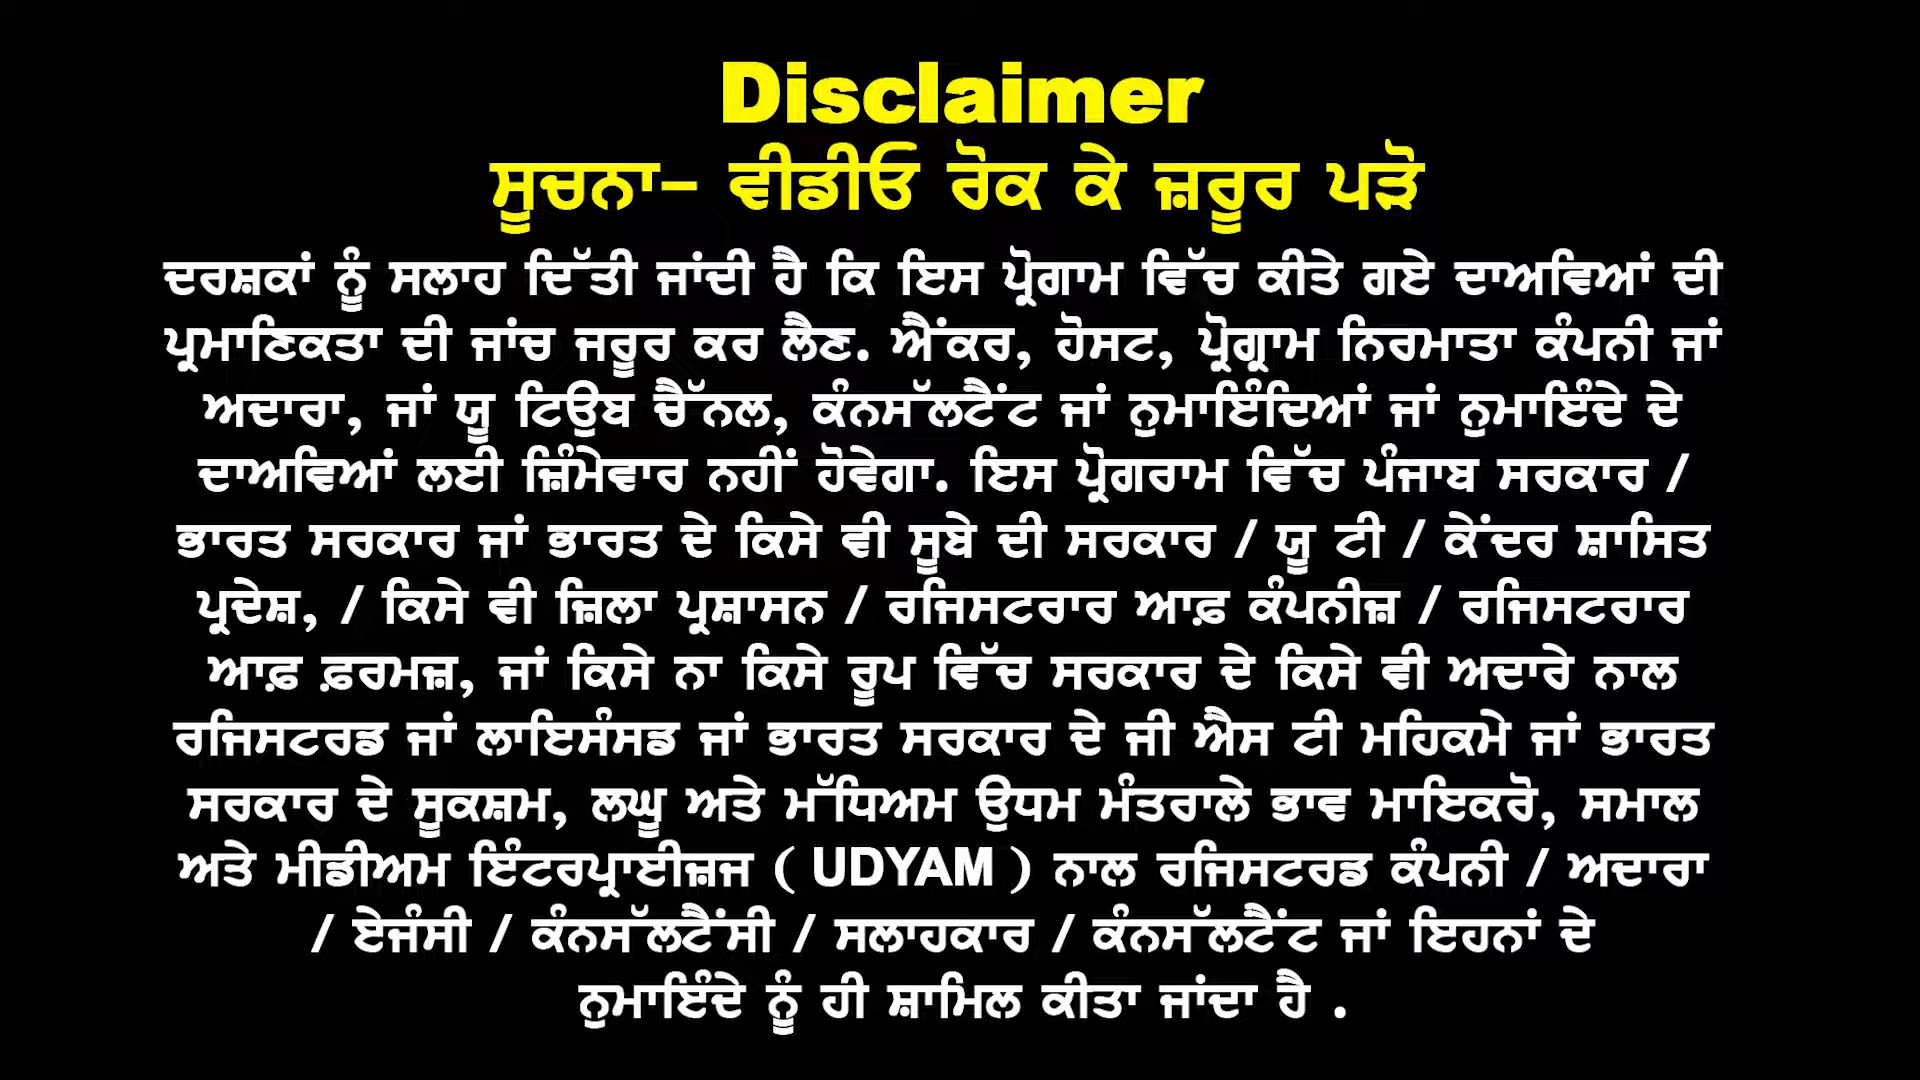 Disclaimer
ਸੂਚਨਾ- ਵੀਡੀਓ ਰੋਕ ਕੇ ਜ਼ਰੂਰ ਪੜੋ
ਦਰਸ਼ਕਾਂ ਨੂੰ ਸਲਾਹ ਦਿੱਤੀ ਜਾਂਦੀ ਹੈ ਕਿ ਇਸ ਪ੍ਰੋਗਾਮ ਵਿੱਚ ਕੀਤੇ ਗਏ ਦਾਅਵਿਆਂ ਦੀ
ਪ੍ਰਮਾਣਿਕਤਾ ਦੀ ਜਾਂਚ ਜਰੂਰ ਕਰ ਲੈਣ. ਐਂਕਰ, ਹੋਸਟ, ਪ੍ਰੋਗ੍ਰਾਮ ਨਿਰਮਾਤਾ ਕੰਪਨੀ ਜਾਂ
ਅਦਾਰਾ, ਜਾਂ ਯੂ ਟਿਊਬ ਚੈੱਨਲ, ਕੰਨਸੱਲਟੈਂਟ ਜਾਂ ਨੁਮਾਇੰਦਿਆਂ ਜਾਂ ਨੁਮਾਇੰਦੇ ਦੇ
ਦਾਅਵਿਆਂ ਲਈ ਜ਼ਿੰਮੇਵਾਰ ਨਹੀਂ ਹੋਵੇਗਾ. ਇਸ ਪ੍ਰੋਗਰਾਮ ਵਿੱਚ ਪੰਜਾਬ ਸਰਕਾਰ /
ਭਾਰਤ ਸਰਕਾਰ ਜਾਂ ਭਾਰਤ ਦੇ ਕਿਸੇ ਵੀ ਸੂਬੇ ਦੀ ਸਰਕਾਰ / ਯੂ ਟੀ / ਕੇਂਦਰ ਸ਼ਾਸਿਤ
ਪ੍ਰਦੇਸ਼, / ਕਿਸੇ ਵੀ ਜ਼ਿਲਾ ਪ੍ਰਸ਼ਾਸਨ / ਰਜਿਸਟਰਾਰ ਆਫ਼ ਕੰਪਨੀਜ਼ / ਰਜਿਸਟਰਾਰ
ਆਫ਼ ਫ਼ਰਮਜ਼, ਜਾਂ ਕਿਸੇ ਨਾ ਕਿਸੇ ਰੂਪ ਵਿੱਚ ਸਰਕਾਰ ਦੇ ਕਿਸੇ ਵੀ ਅਦਾਰੇ ਨਾਲ
ਰਜਿਸਟਰਡ ਜਾਂ ਲਾਇਸੰਸਡ ਜਾਂ ਭਾਰਤ ਸਰਕਾਰ ਦੇ ਜੀ ਐਸ ਟੀ ਮਹਿਕਮੇ ਜਾਂ ਭਾਰਤ
ਸਰਕਾਰ ਦੇ ਸੂਕਸ਼ਮ, ਲਘੂ ਅਤੇ ਮੱਧਿਅਮ ਉਧਮ ਮੰਤਰਾਲੇ ਭਾਵ ਮਾਇਕਰੋ, ਸਮਾਲ
ਅਤੇ ਮੀਡੀਅਮ ਇੰਟਰਪ੍ਰਾਈਜ਼ਜ ( UDYAM ) ਨਾਲ ਰਜਿਸਟਰਡ ਕੰਪਨੀ / ਅਦਾਰਾ
/ ਏਜੰਸੀ / ਕੰਨਸੱਲਟੈਂਸੀ / ਸਲਾਹਕਾਰ / ਕੰਨਸੱਲਟੈਂਟ ਜਾਂ ਇਹਨਾਂ ਦੇ
ਨੁਮਾਇੰਦੇ ਨੂੰ ਹੀ ਸ਼ਾਮਿਲ ਕੀਤਾ ਜਾਂਦਾ ਹੈ .